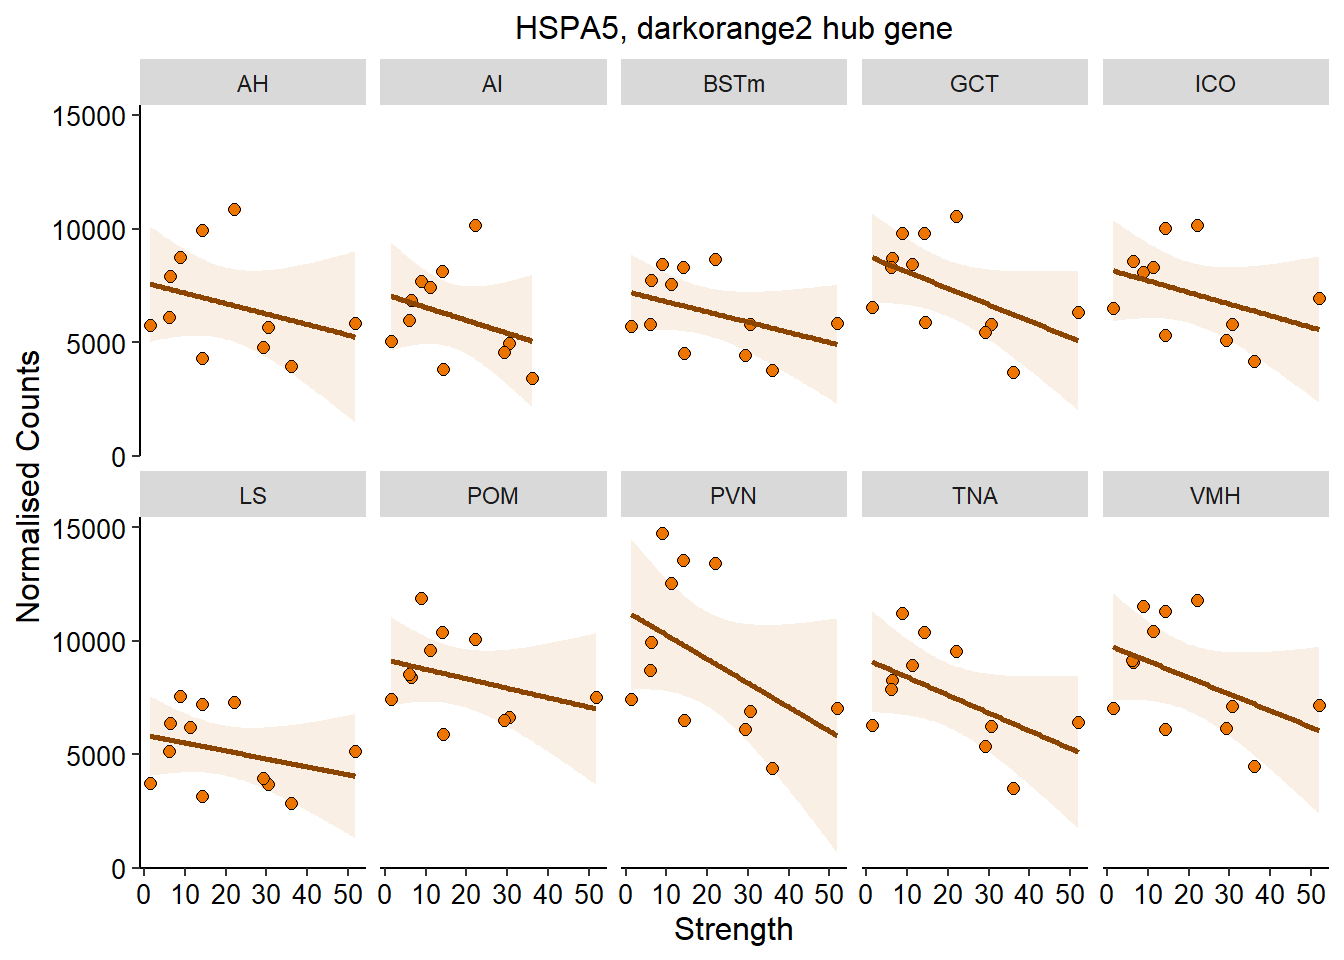 HSPA5, darkorange2 hub gene
AH AI BSTm GCT ICO
15000
10000
5000
0
LS POM PVN TNA VMH
15000
10000
5000
0
0 10 20 30 40 50 0 10 20 30 40 50 0 10 20 30 40 50 0 10 20 30 40 50 0 10 20 30 40 50
Strength
Normalised Counts